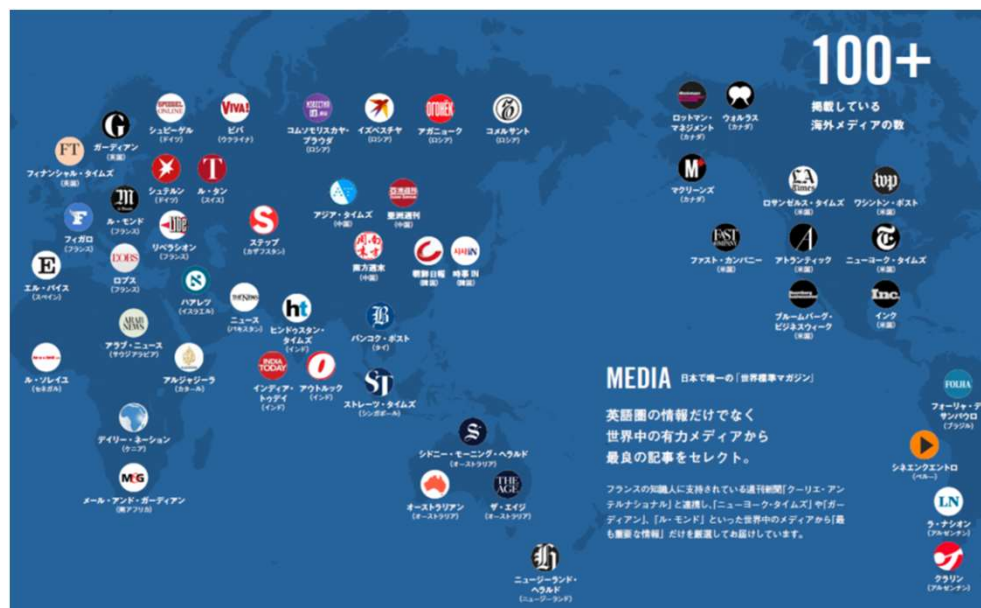 100+
掲載している
海外メディアの数
G
ガーディアン
(英国)
SPIEGEL
ONLINE
シュピーゲル
(ドイツ)
VIVA!
ビバ
(ウクライナ)
コムソモリスカヤ・
プラウダ
(ロシア)
イズベスチヤ
(ロシア)
ОГОНЁК
アガニョーク
(ロシア)
コメルサント
(ロシア)
ロットマン・
マネジメント
(カナダ)
ウォルラス
(カナダ)
FT
フィナンシャル・タイムズ
(英国)
シュテルン
(ドイツ)
T
ル・タン
(スイス)
M
マクリーンズ
(カナダ)
LA
Times
ロサンゼルス・タイムズ
(米国)
wp
ワシントン・ポスト
(米国)
F
フィガロ
(フランス)
M
ル・モンド
(フランス)
リベラシオン
(フランス)
S
ステップ
(カザフスタン)
アジア・タイムズ
(中国)
亞洲週刊
亞洲週刊
(中国)
E
エル・パイス
(スペイン)
L'OBS
ロプス
(フランス)
南方週末
(中国)
朝鮮日報
(韓国)
時事IN
(韓国)
FAST
COMPANY
ファスト・カンパニー
(米国)
A
アトランティック
(米国)
T
ニューヨーク・タイムズ
(米国)
ハアレツ
(イスラエル)
THE NEWS
ニュース
(パキスタン)
ht
ヒンドゥスタン・
タイムズ
(インド)
B
バンコク・ポスト
(タイ)
ブルームバーグ・
ビジネスウィーク
(米国)
Inc.
インク
(米国)
ARAB
NEWS
アラブ・ニュース
(サウジアラビア)
ル・ソレイユ
(セネガル)
アルジャジーラ
(カタール)
INDIA
TODAY
インディア・
トゥデイ
(インド)
アウトルック
(インド)
ST
ストレーツ・タイムズ
(シンガポール)
MEDIA 日本で唯一の「世界標準マガジン」
英語圏の情報だけでなく
世界中の有力メディアから
最良の記事をセレクト。
フランスの知識人に支持されている週刊新聞「クーリエ・アン
テルナショナル」と連携し、「ニューヨーク・タイムズ」や「ガー
ディアン」、「ル・モンド」といった世界中のメディアから「最
も重要な情報」だけを厳選してお届けしています。
FOLHA
フォーリャ・デ
サンパウロ
(ブラジル)
デイリー・ネーション
(ケニア)
S
シドニー・モーニング・ヘラルド
(オーストラリア)
シネエンクエントロ
(ペルー)
M&G
メール・アンド・ガーディアン
(南アフリカ)
オーストラリアン
(オーストラリア)
THE
AGE
ザ・エイジ
(オーストラリア)
LN
ラ・ナシオン
(アルゼンチン)
ニュージーランド・
ヘラルド
(ニュージーランド)
クラリン
(アルゼンチン)